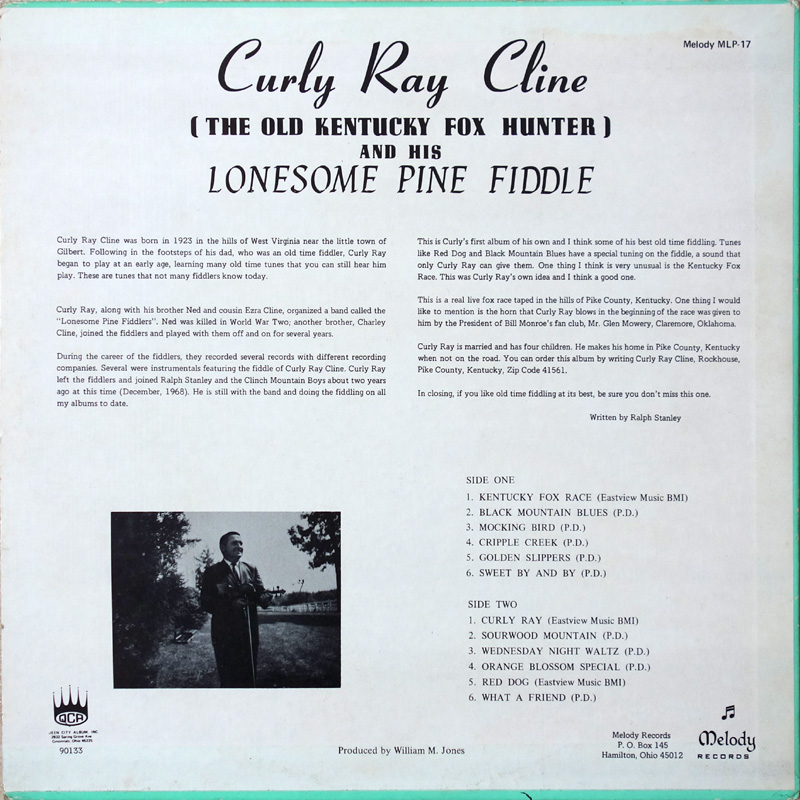 Melody MLP-17
Curly Ray Cline
(THE OLD KENTUCKY FOX HUNTER)
AND HIS
LONESOME PINE FIDDLE
Curly Ray Cline was born in 1923 in the hills of West Virginia near the little town of
Gilbert. Following in the footsteps of his dad, who was an old time fiddler, Curly Ray
began to play at an early age, learning many old time tunes that you can still hear him
play. These are tunes that not many fiddlers know today.
Curly Ray, along with his brother Ned and cousin Ezra Cline, organized a band called the
"Lonesome Pine Fiddlers". Ned was killed in World War Two; another brother, Charley
Cline, joined the fiddlers and played with them off and on for several years.
During the career of the fiddlers, they recorded several records with different recording
companies. Several were instrumentals featuring the fiddle of Curly Ray Cline. Curly Ray
left the fiddlers and joined Ralph Stanley and the Clinch Mountain Boys about two years
ago at this time (December, 1968). He is still with the band and doing the fiddling on all
my albums to date.
This is Curly's first album of his own and I think some of his best old time fiddling. Tunes
like Red Dog and Black Mountain Blues have a special tuning on the fiddle, a sound that
only Curly Ray can give them. One thing I think is very unusual is the Kentucky Fox
Race. This was Curly Ray's own idea and I think a good one.
This is a real live fox race taped in the hills of Pike County, Kentucky. One thing I would
like to mention is the horn that Curly Ray blows in the beginning of the race was given to
him by the President of Bill Monroe's fan club, Mr. Glen Mowery, Claremore, Oklahoma.
Curly Ray is married and has four children. He makes his home in Pike County, Kentucky
when not on the road. You can order this album by writing Curly Ray Cline, Rockhouse,
Pike County, Kentucky, Zip Code 41561.
In closing, if you like old time fiddling at its best, be sure you don't miss this one.
Written by Ralph Stanley
SIDE ONE
1. KENTUCKY FOX RACE (Eastview Music BMI)
2. BLACK MOUNTAIN BLUES (P.D.)
3. MOCKING BIRD (P.D.)
4. CRIPPLE CREEK (P.D.)
5. GOLDEN SLIPPERS (P.D.)
6. SWEET BY AND BY (P.D.)
SIDE TWO
1. CURLY RAY (Eastview Music BMI)
2. SOURWOOD MOUNTAIN (P.D.)
3. WEDNESDAY NIGHT WALTZ (P.D.)
4. ORANGE BLOSSOM SPECIAL (P.D.)
5. RED DOG (Eastview Music BMI)
6. WHAT A FRIEND (P.D.)
QCA
ALBUM, INC
Spring Grove Ave
Cincinnati, Ohio
90133
Produced by William M. Jones
Melody Records
P. O. Box 145
Hamilton, Ohio 45012
Melody
RECORDS